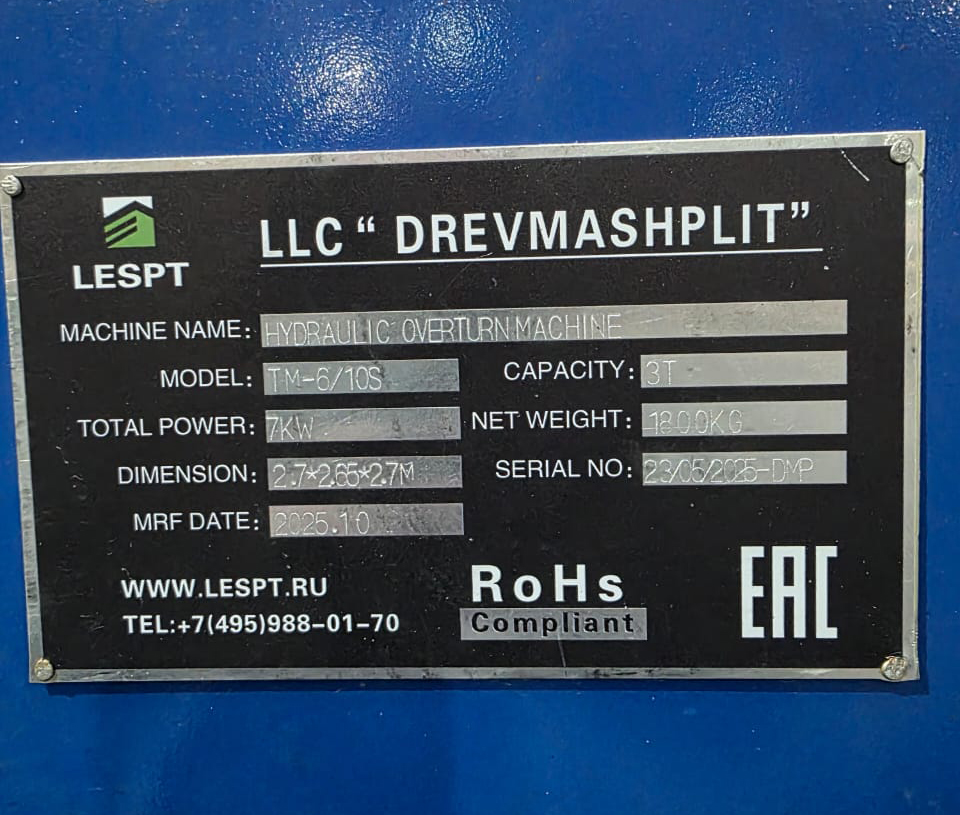 LESPT
LLC “ DREVMASHPLIT”
MACHINE NAME: HYDRAULIC OVERTURN MACHINE
MODEL: TM-6/10S CAPACITY: 3T
TOTAL POWER: 7KW NET WEIGHT: 1800KG
DIMENSION: 2.7*2.65*2.7M SERIAL NO: 23/05/2025-DMP
MRF DATE: 2025.10
WWW.LESPT.RU
TEL:+7(495)988-01-70
RoHs
Compliant
EAC